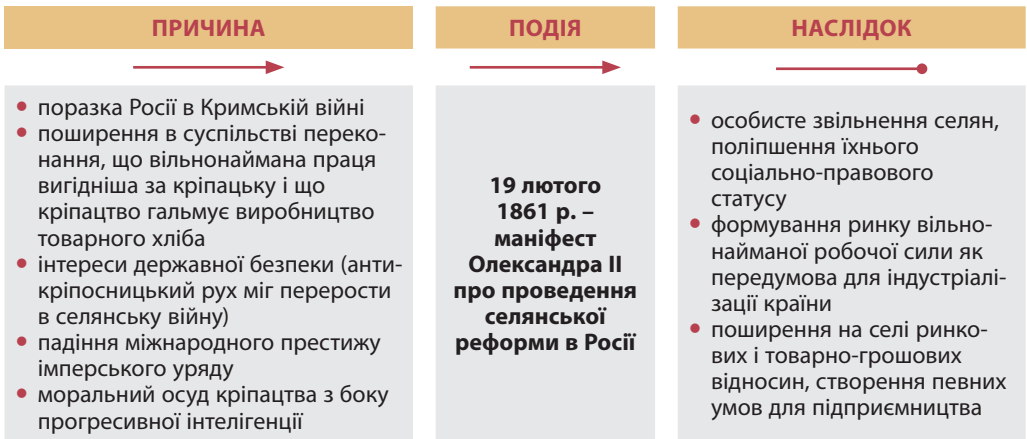 ПРИЧИНА
• поразка Росії в Кримській війні
• поширення в суспільстві переко-
нання, що вільнонаймана праця
вигідніша за кріпацьку і що
кріпацтво гальмує виробництво
товарного хліба
• інтереси державної безпеки (анти-
кріпосницький рух міг перерости
в селянську війну)
• падіння міжнародного престижу
імперського уряду
• моральний осуд кріпацтва з боку
прогресивної інтелігенції
ПОДІЯ
19 лютого
1861 р. –
маніфест
Олександра ІІ
про проведення
селянської
реформи в Росії
НАСЛІДОК
• особисте звільнення селян,
поліпшення їхнього
соціально-правового
статусу
• формування ринку вільно-
найманої робочої сили як
передумова для індустріалі-
зації країни
• поширення на селі ринко-
вих і товарно-грошових
відносин, створення певних
умов для підприємництва